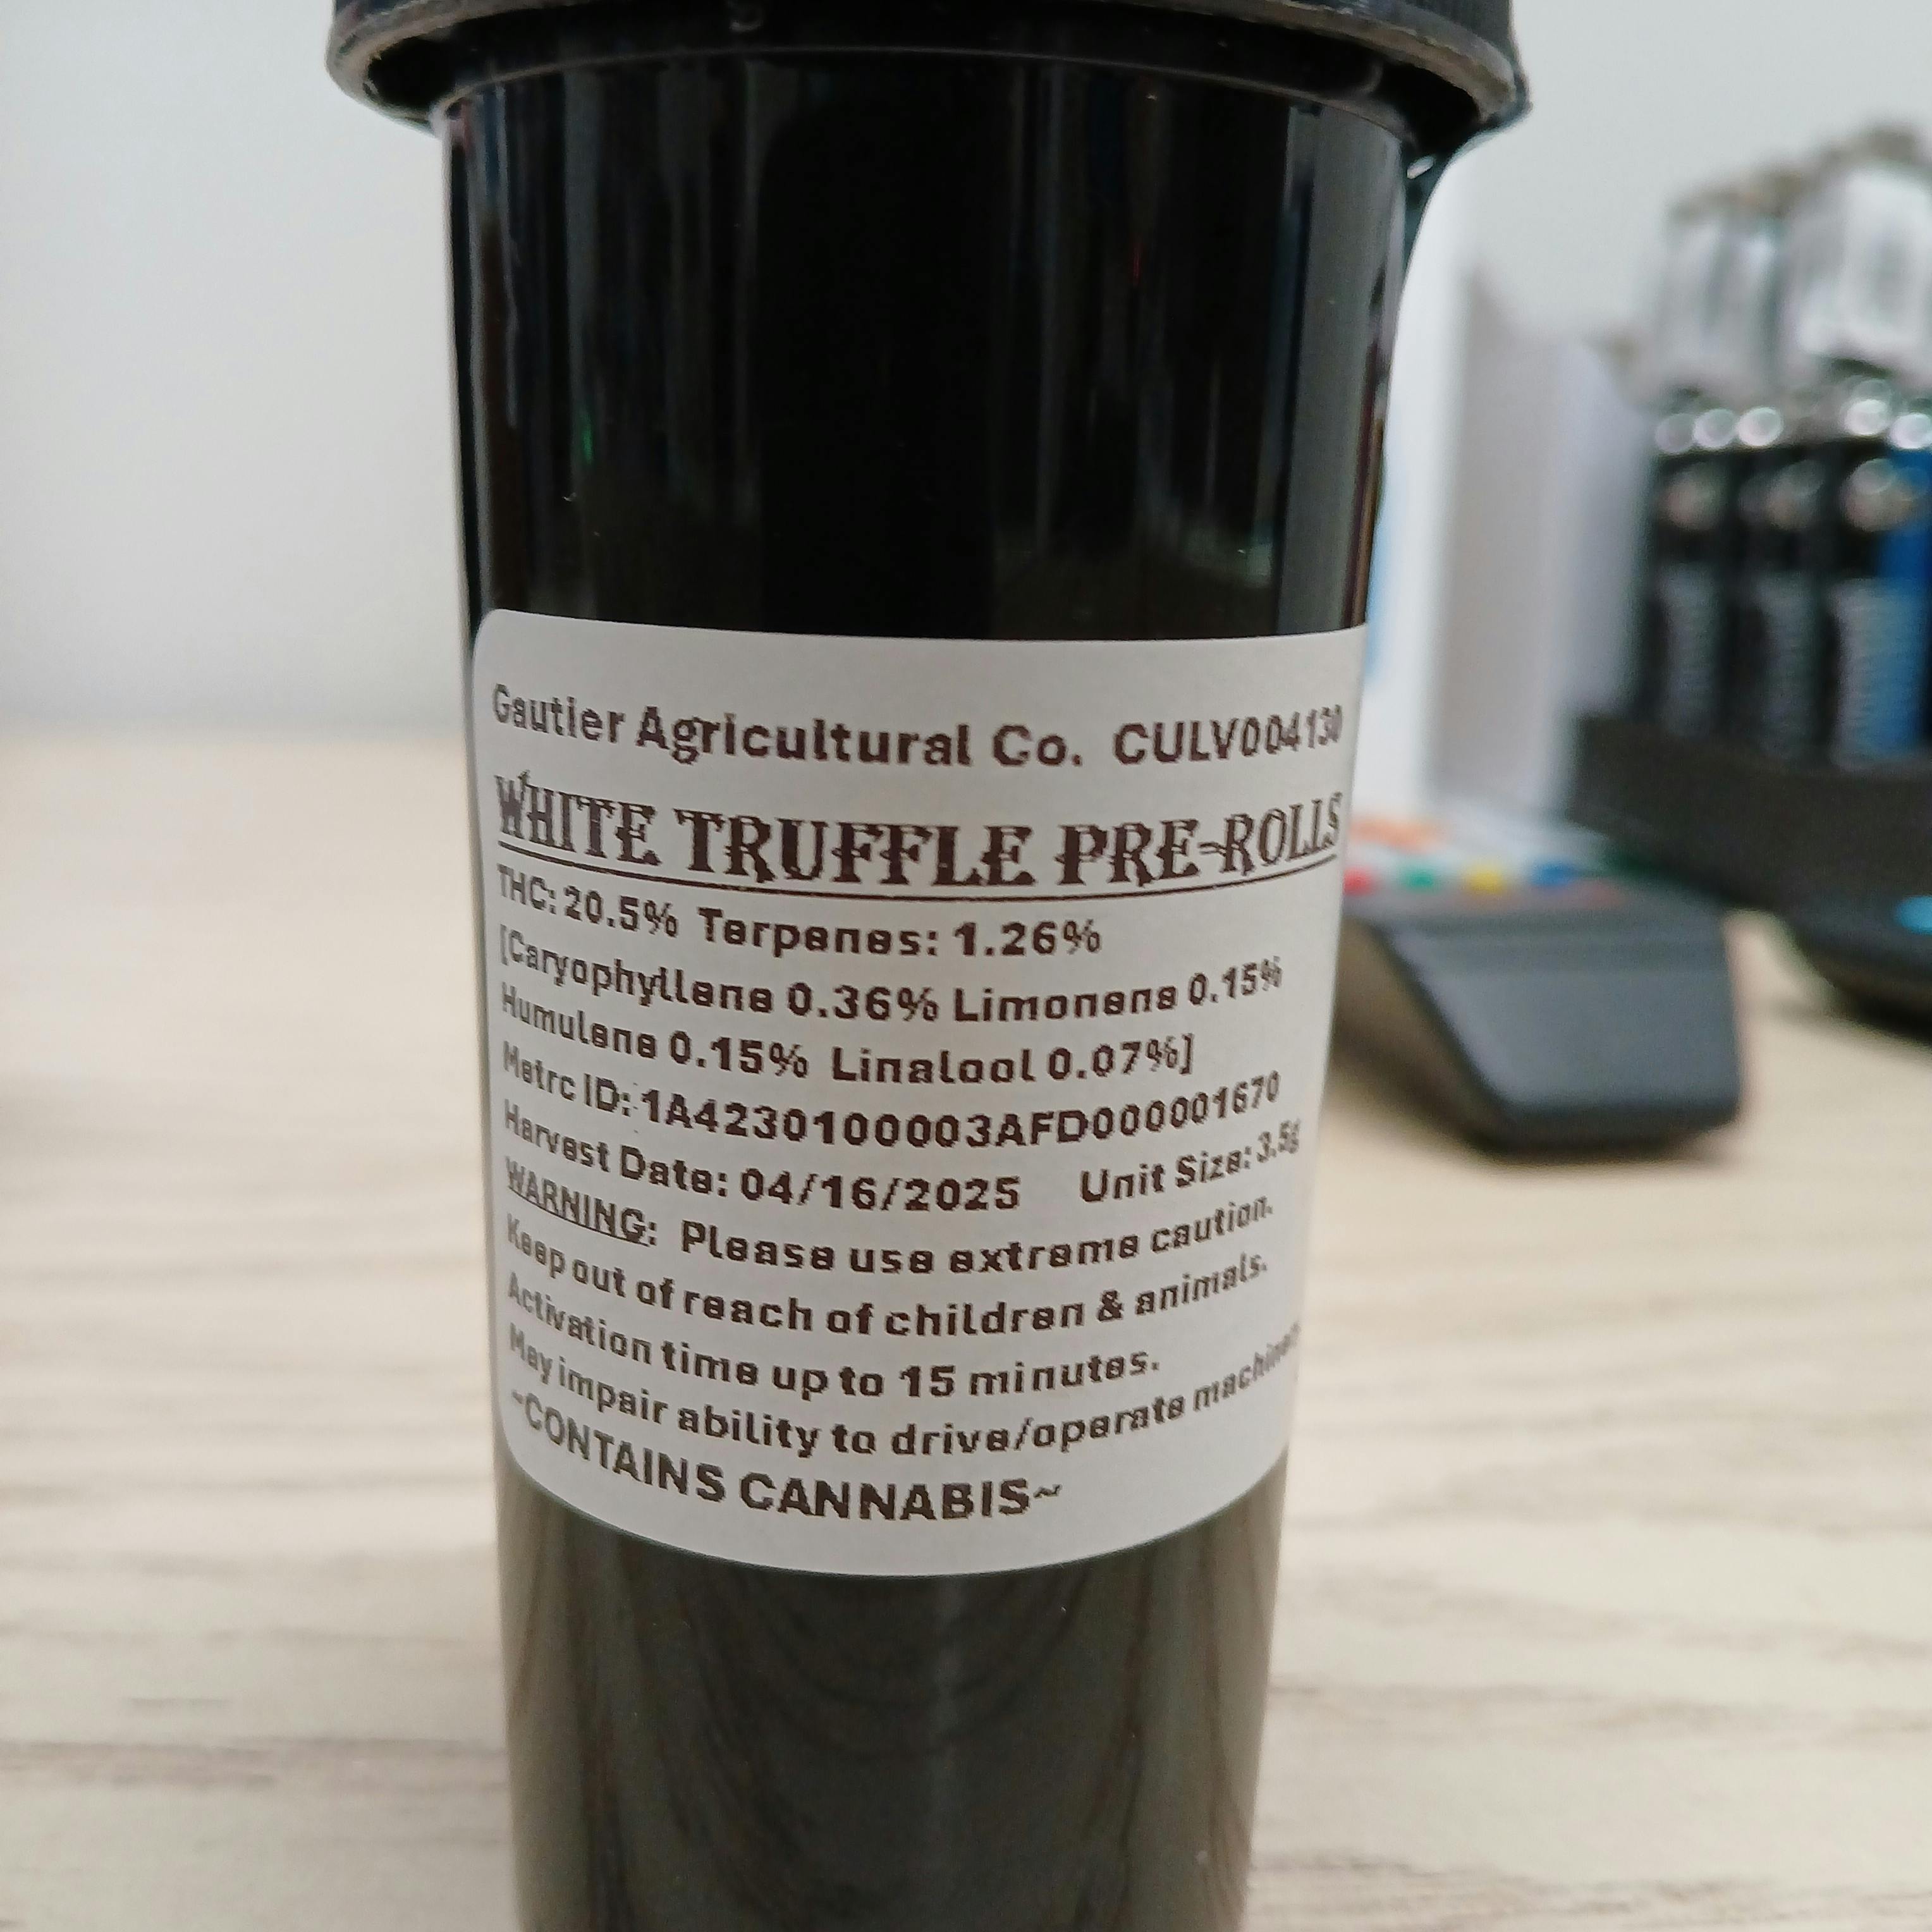 Gautier Agricultural Co. CULV004130
WHITE TRUFFLE PRE-ROLLS
THC: 20.5% Terpenes: 1.26%
[Caryophyllene 0.36% Limonene 0.15%
Humulene 0.15% Linalool 0.07%]
Metrc ID: 1A4230100003AFD000001670
Harvest Date: 04/16/2025 Unit Size: 3.5g
WARNING: Please use extreme caution.
Keep out of reach of children & animals.
Activation time up to 15 minutes.
May impair ability to drive/operate
~CONTAINS CANNABIS~